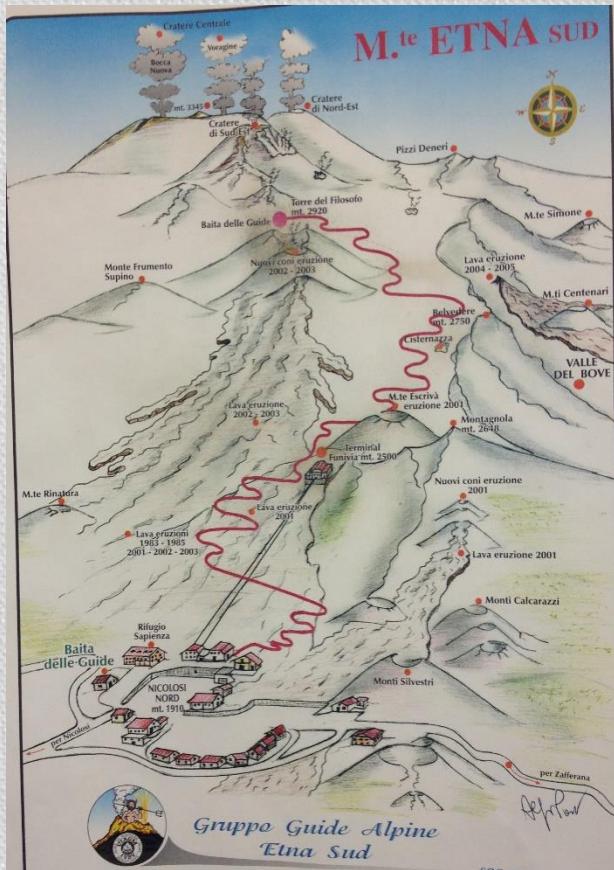 M.te ETNA SUD
Cratere Centrale
Voragine
Bocca
Nuova
mt. 3345
Cratere
di Nord-Est
Cratere
di Sud-Est
Pizzi Deneri
Torre del Filosofo
mt. 2920
Baita delle Guide
M.te Simone
Nuovi coni eruzione
2002 - 2003
Lava eruzione
2004 - 2005
Monte Frumento
Supino
M.ti Centenari
Belvedere
mt. 2750
Cisternazza
VALLE
DEL BOVE
M.te Escrivà
eruzione 2001
Lava eruzione
2002 - 2003
Montagnola
mt. 2648
Terminal
Funivia mt. 2500
Nuovi coni eruzione
2001
M.te Rinatura
Lava eruzione
2001
Lava eruzioni
1983 - 1985
2001 - 2002 - 2003
Lava eruzione 2001
Monti Calcarazzi
Rifugio
Sapienza
Baita
delle Guide
Monti Silvestri
NICOLOSI
NORD
mt. 1910
per Nicolosi
per Zafferana
Gruppo Guide Alpine
Etna Sud